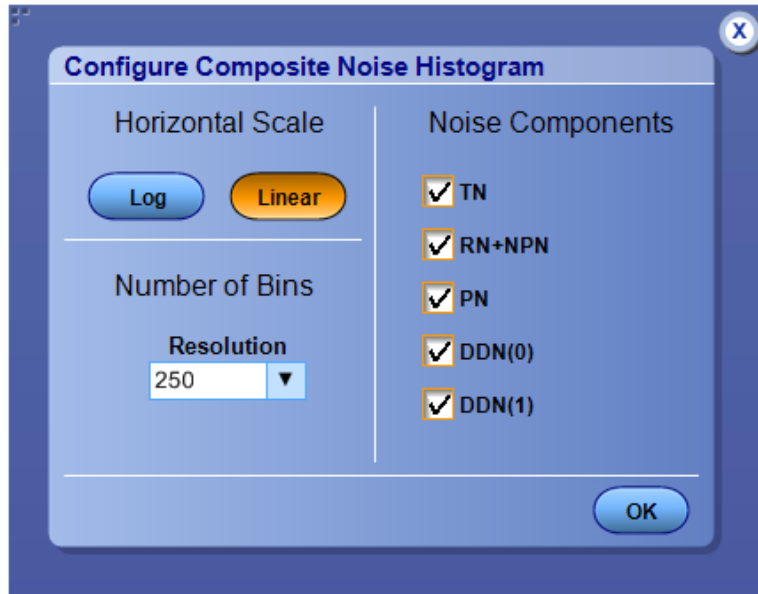 X
Configure Composite Noise Histogram
Horizontal Scale
Log
Linear
Number of Bins
Resolution
250
Noise Components
TN
RN+NPN
PN
DDN(0)
DDN(1)
OK